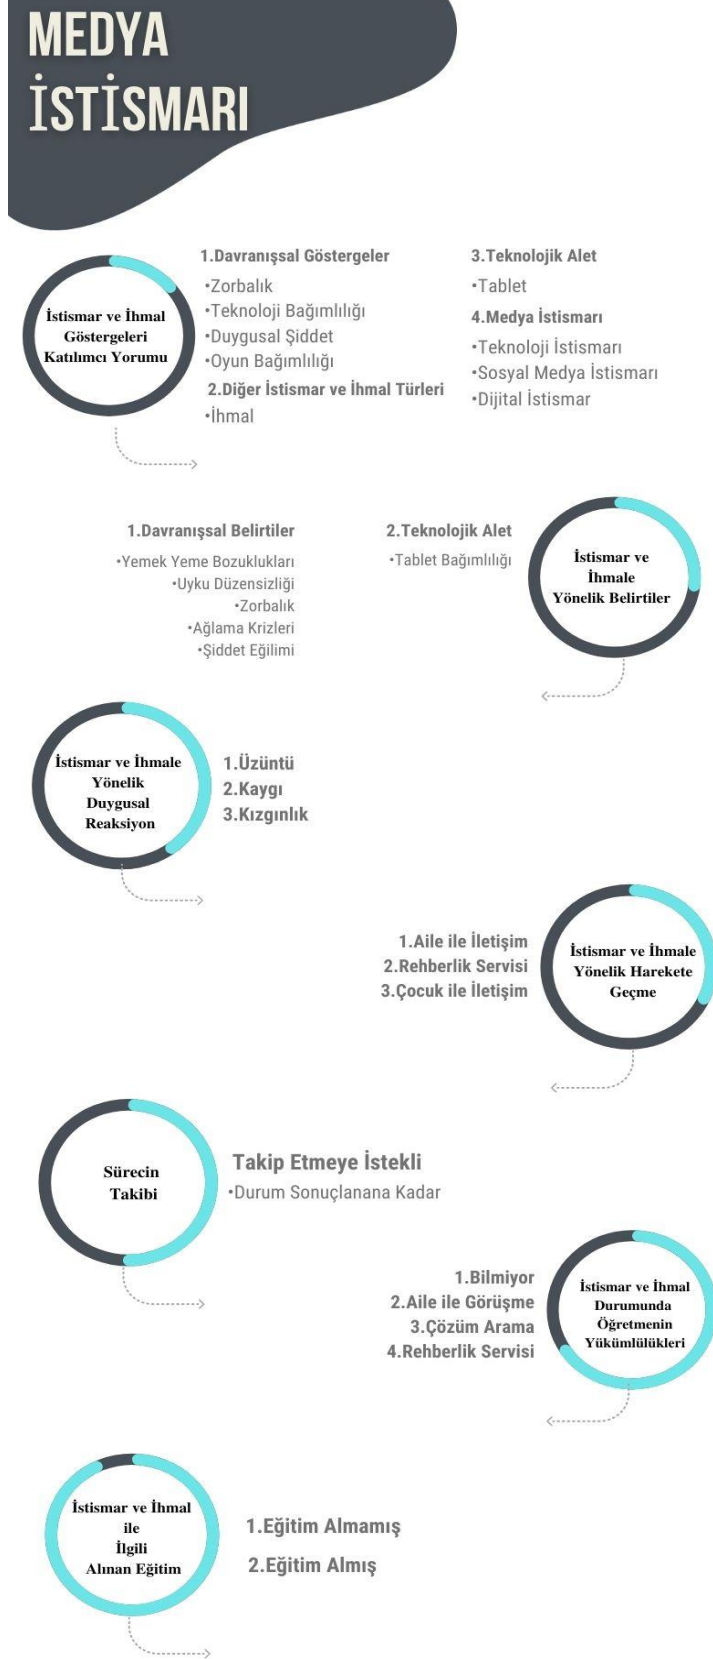 MEDYA
İSTİSMARI
İstismar ve İhmal
Göstergeleri
Katılımcı Yorumu
1.Davranışsal Göstergeler
•Zorbalık
•Teknoloji Bağımlılığı
•Duygusal Şiddet
•Oyun Bağımlılığı
2.Diğer İstismar ve İhmal Türleri
•İhmal
3.Teknolojik Alet
•Tablet
4.Medya İstismarı
•Teknoloji İstismarı
•Sosyal Medya İstismarı
•Dijital İstismar
1.Davranışsal Belirtiler
•Yemek Yeme Bozuklukları
•Uyku Düzensizliği
•Zorbalık
•Ağlama Krizleri
•Şiddet Eğilimi
2.Teknolojik Alet
•Tablet Bağımlılığı
İstismar ve
İhmale
Yönelik Belirtiler
İstismar ve İhmale
Yönelik
Duygusal
Reaksiyon
1.Üzüntü
2.Kaygı
3.Kızgınlık
1.Aile ile İletişim
2.Rehberlik Servisi
3.Çocuk ile İletişim
İstismar ve İhmale
Yönelik Harekete
Geçme
Sürecin
Takibi
Takip Etmeye İstekli
•Durum Sonuçlanana Kadar
1.Bilmiyor
2.Aile ile Görüşme
3.Çözüm Arama
4.Rehberlik Servisi
İstismar ve İhmal
Durumunda
Öğretmenin
Yükümlülükleri
İstismar ve İhmal
ile
İlgili
Alınan Eğitim
1.Eğitim Almamış
2.Eğitim Almış